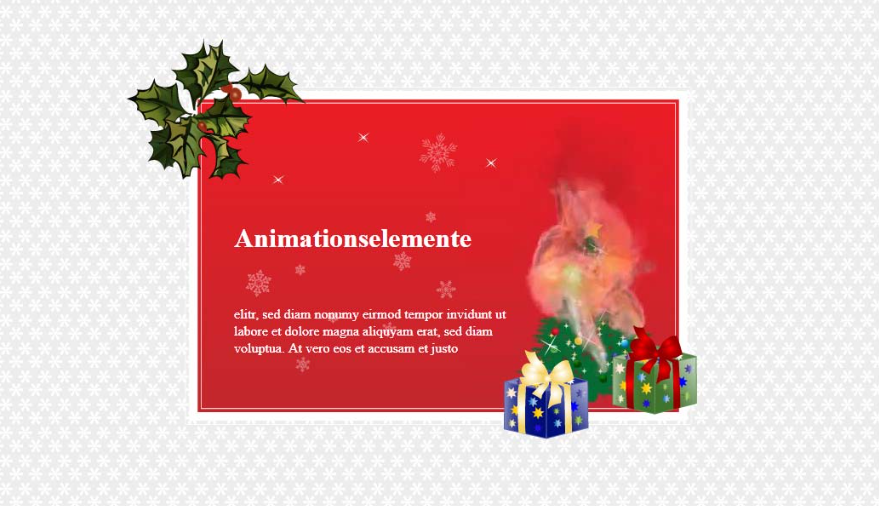 Animationselemente
elitr, sed diam nonumy eirmod tempor invidunt ut
labore et dolore magna aliquyam erat, sed diam
voluptua. At vero eos et accusam et justo